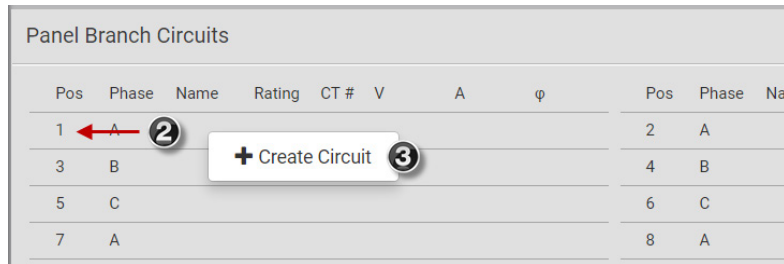 Panel Branch Circuits
Pos Phase Name Rating CT # V A φ Pos Phase Na
1 A 2 2 A
3 B + Create Circuit 3 4 B
5 C 6 C
7 A 8 A